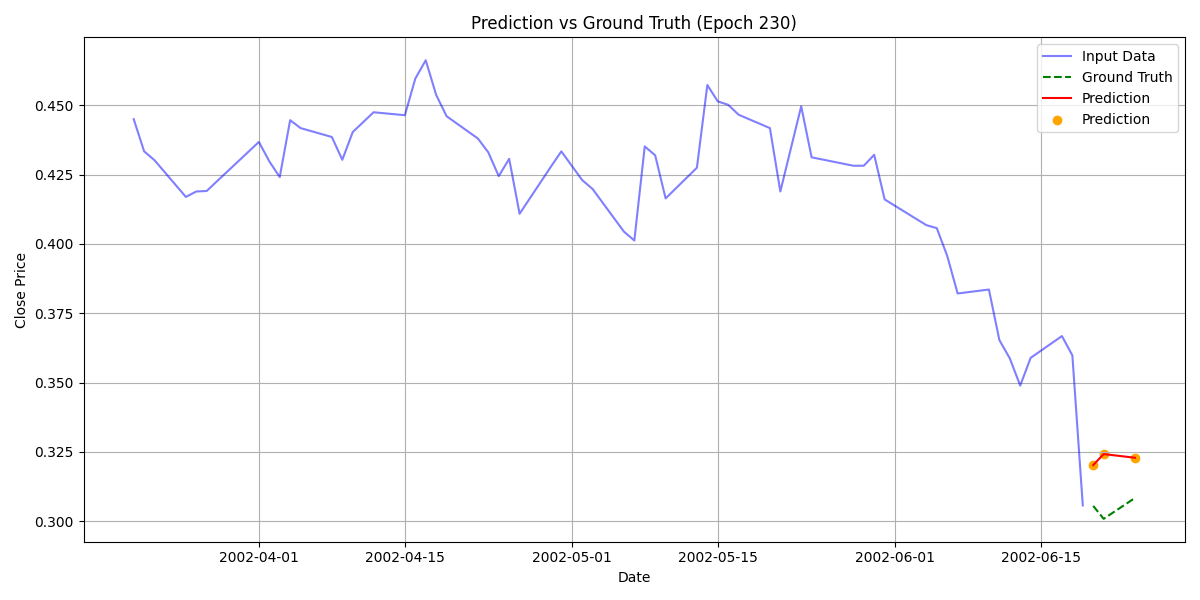 Prediction vs Ground Truth (Epoch 230)
Input Data
Ground Truth
Prediction
Prediction
Close Price
0.450
0.425
0.400
0.375
0.350
0.325
0.300
2002-04-01
2002-04-15
2002-05-01
2002-05-15
2002-06-01
2002-06-15
Date